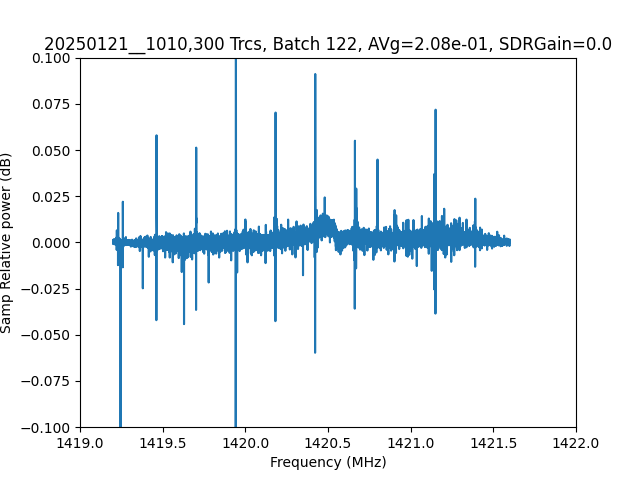 20250121__1010,300 Trcs, Batch 122, AVg=2.08e-01, SDRGain=0.0
0.100
0.075
0.050
0.025
0.000
−0.025
−0.050
−0.075
−0.100
Samp Relative power (dB)
1419.0 1419.5 1420.0 1420.5 1421.0 1421.5 1422.0
Frequency (MHz)